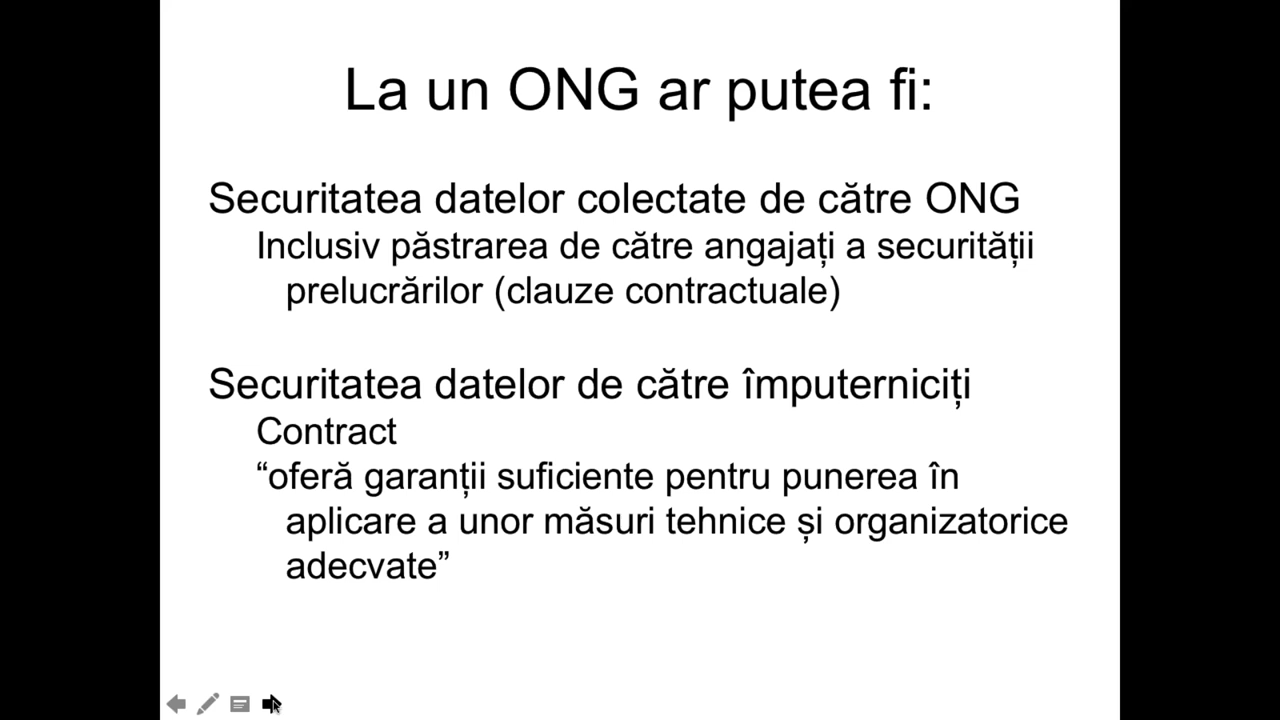 La un ONG ar putea fi:
Securitatea datelor colectate de către ONG
Inclusiv păstrarea de către angajați a securității
prelucrărilor (clauze contractuale)
Securitatea datelor de către împuterniciți
Contract
“oferă garanții suficiente pentru punerea în
aplicare a unor măsuri tehnice și organizatorice
adecvate”